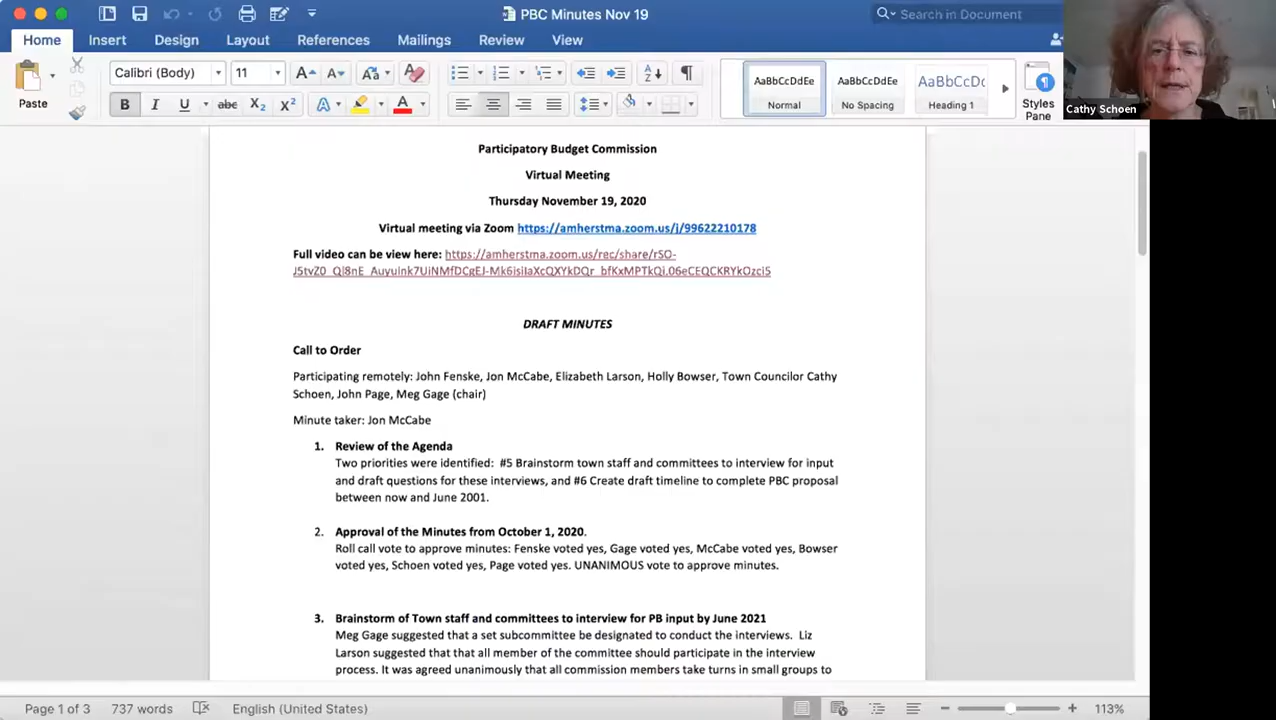 PBC Minutes Nov 19
Search in Document
Home Insert Design Layout References Mailings Review View
Paste
Calibri (Body) 11
B I U abc X2 X2
AaBbCcDdEe AaBbCcDdEe AaBbCcDc
Normal No Spacing Heading 1
Styles
Pane
Cathy Schoen
Participatory Budget Commission
Virtual Meeting
Thursday November 19, 2020
Virtual meeting via Zoom https://amherstma.zoom.us/j/99622210178
Full video can be view here: https://amherstma.zoom.us/rec/share/rSO-
DRAFT MINUTES
Call to Order
Participating remotely: John Fenske, Jon McCabe, Elizabeth Larson, Holly Bowser, Town Councilor Cathy
Schoen, John Page, Meg Gage (chair)
Minute taker: Jon McCabe
1. Review of the Agenda
Two priorities were identified: #5 Brainstorm town staff and committees to interview for input
and draft questions for these interviews, and #6 Create draft timeline to complete PBC proposal
between now and June 2001.
2. Approval of the Minutes from October 1, 2020.
Roll call vote to approve minutes: Fenske voted yes, Gage voted yes, McCabe voted yes, Bowser
voted yes, Schoen voted yes, Page voted yes. UNANIMOUS vote to approve minutes.
3. Brainstorm of Town staff and committees to interview for PB input by June 2021
Meg Gage suggested that a set subcommittee be designated to conduct the interviews. Liz
Larson suggested that that all member of the committee should participate in the interview
process. It was agreed unanimously that all commission members take turns in small groups to
Page 1 of 3 737 words English (United States) 113%